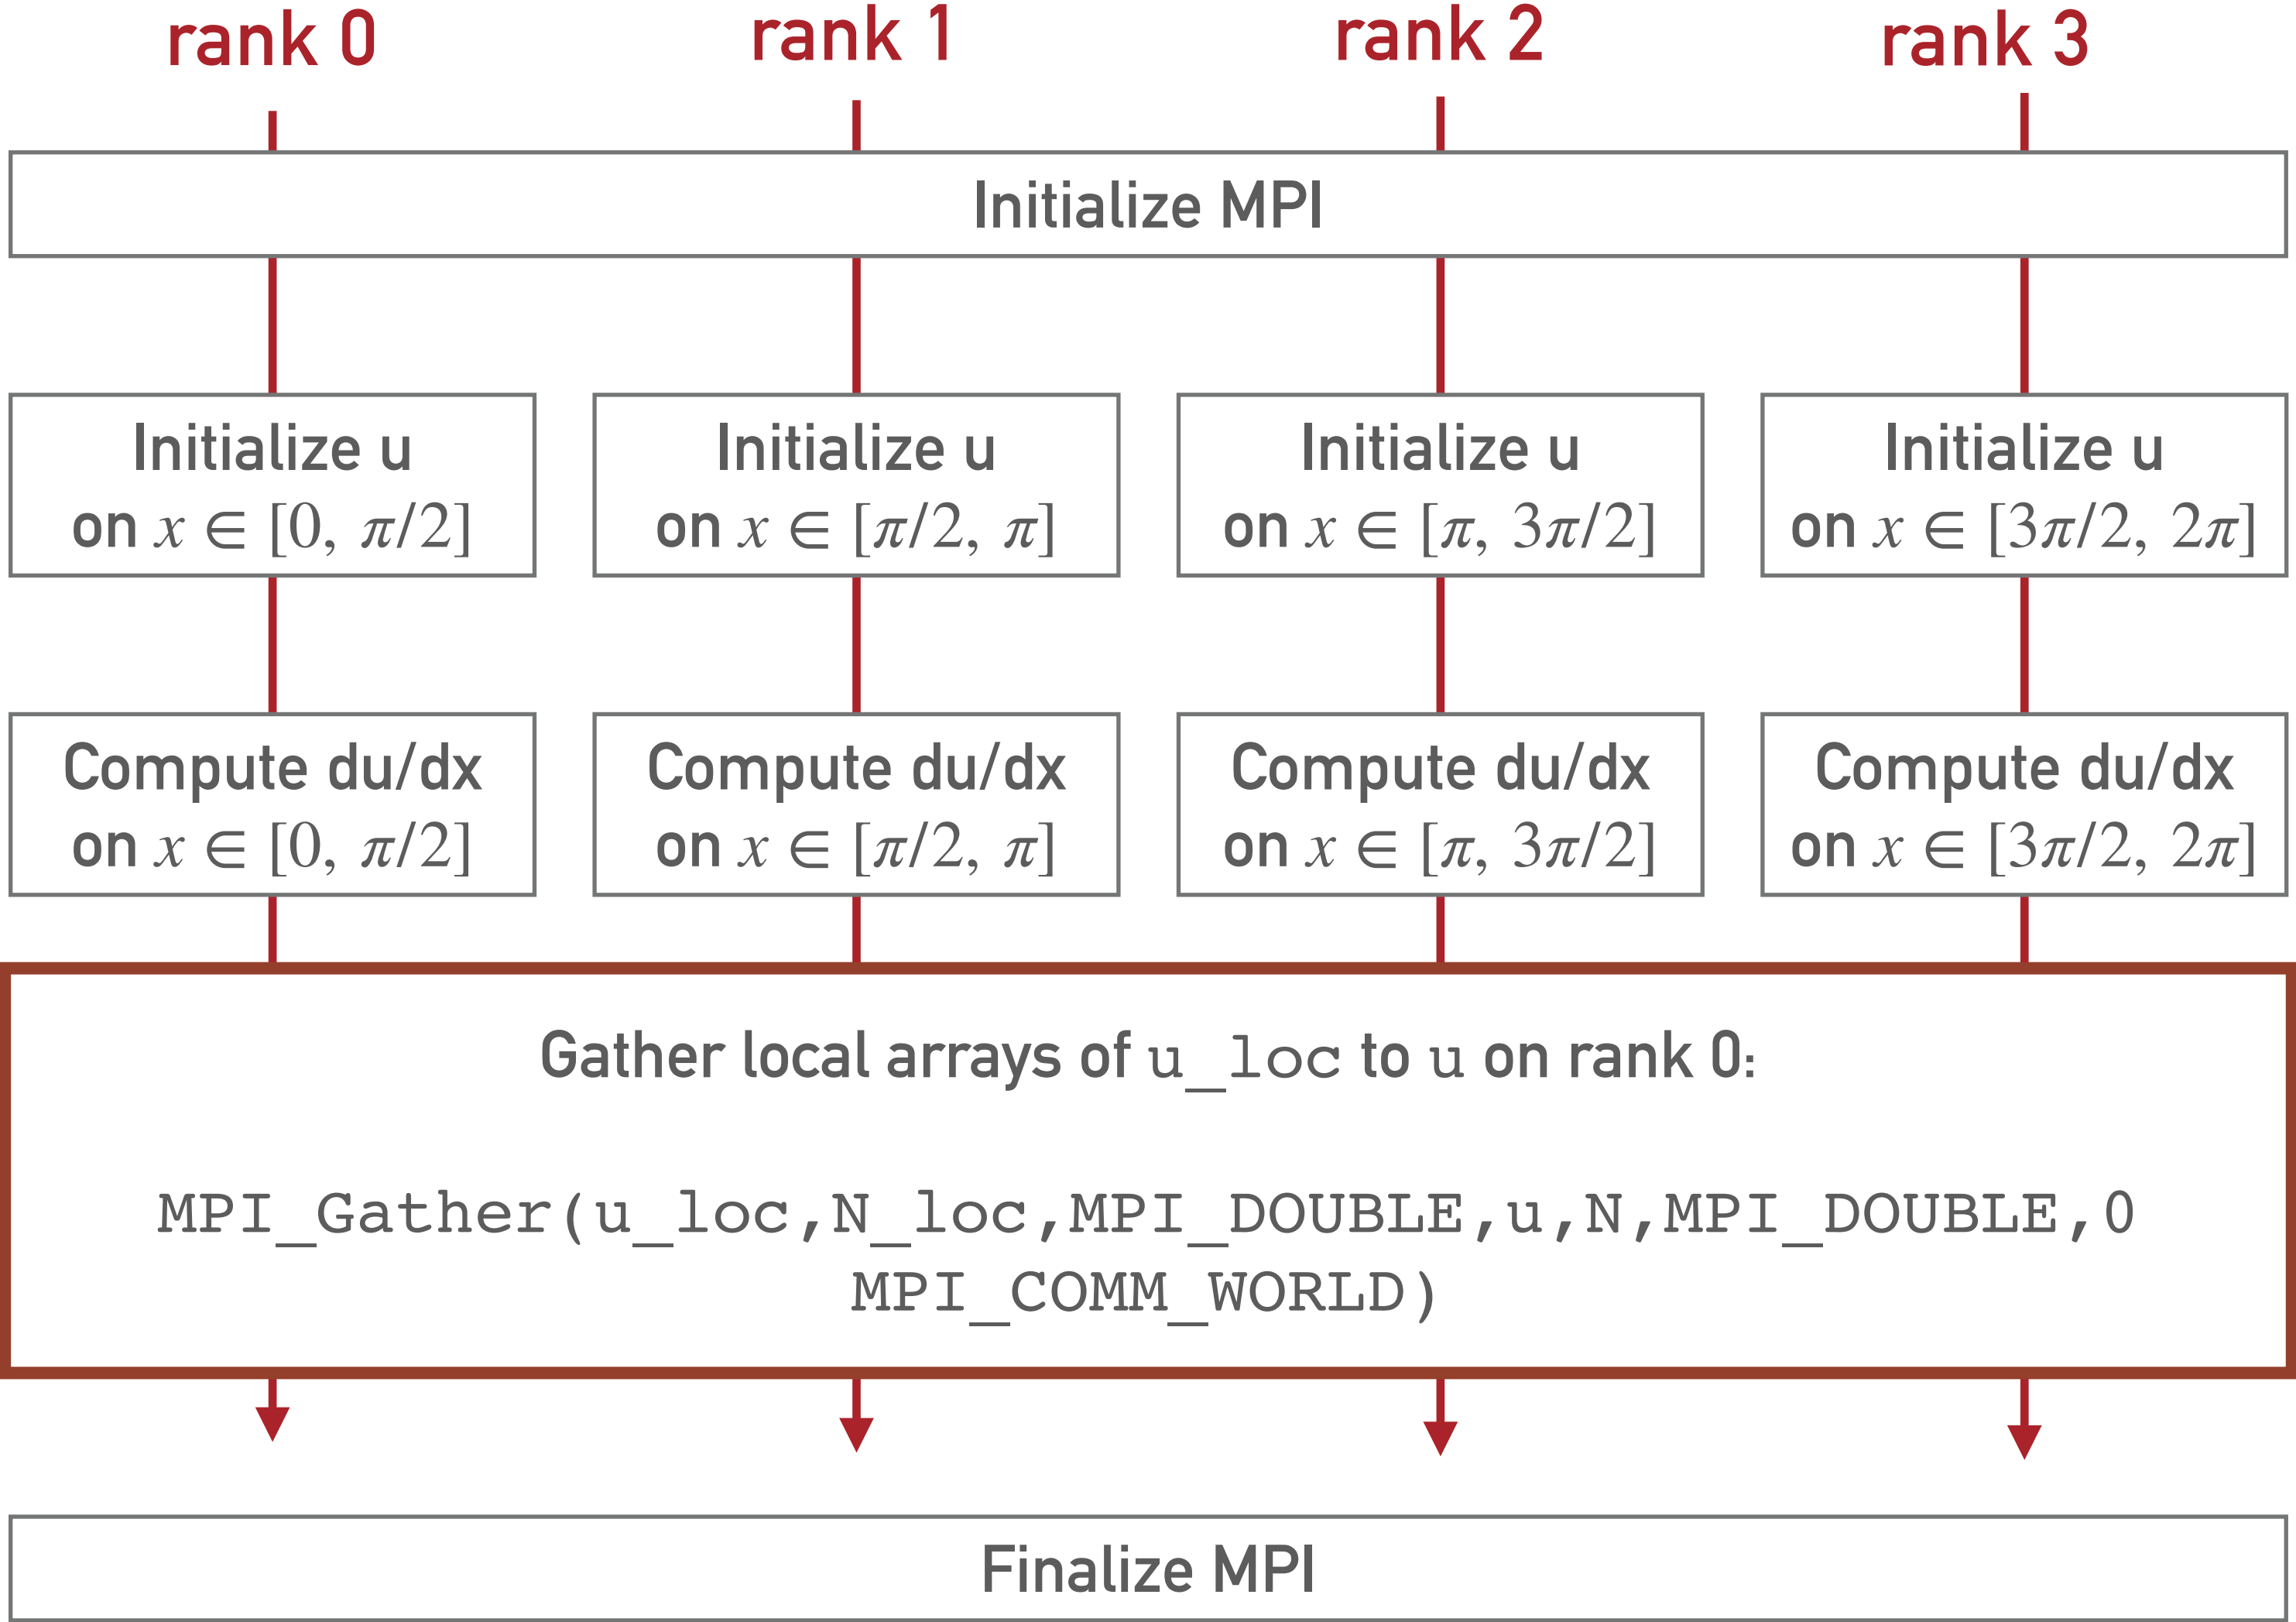 rank 0
rank 1
rank 2
rank 3
Initialize MPI
Initialize u
on x ∈ [0, π/2]
Initialize u
on x ∈ [π/2, π]
Initialize u
on x ∈ [π, 3π/2]
Initialize u
on x ∈ [3π/2, 2π]
Compute du/dx
on x ∈ [0, π/2]
Compute du/dx
on x ∈ [π/2, π]
Compute du/dx
on x ∈ [π, 3π/2]
Compute du/dx
on x ∈ [3π/2, 2π]
Gather local arrays of u_loc to u on rank 0:
MPI_Gather(u_loc,N_loc,MPI_DOUBLE,u,N,MPI_DOUBLE,0
MPI_COMM_WORLD)
Finalize MPI